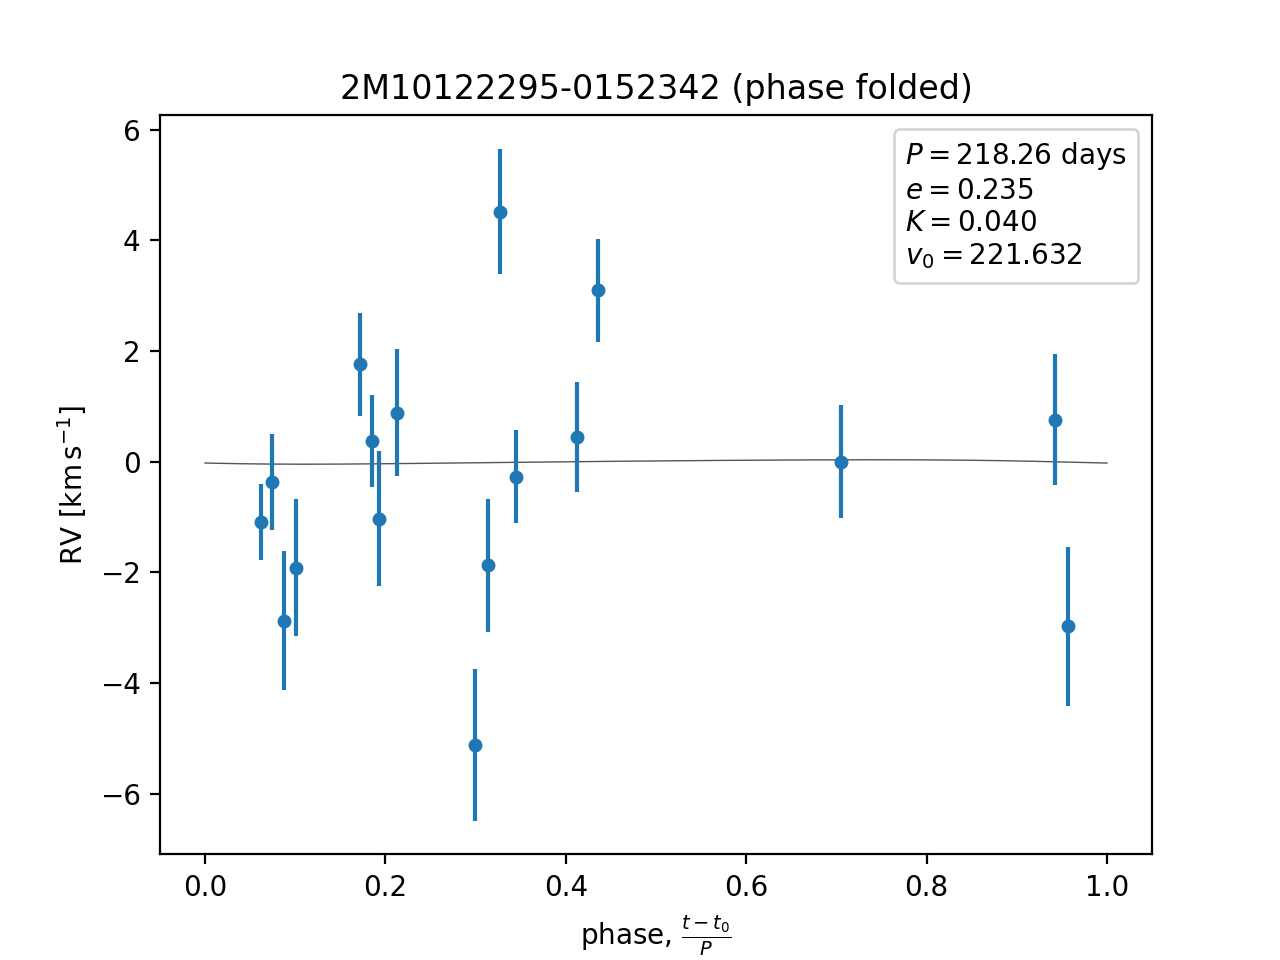 2M10122295-0152342 (phase folded)
P = 218.26 days
e = 0.235
K = 0.040
v₀ = 221.632
RV [km s⁻¹]
6
4
2
0
−2
−4
−6
0.0 0.2 0.4 0.6 0.8 1.0
phase, (t − t₀)/P